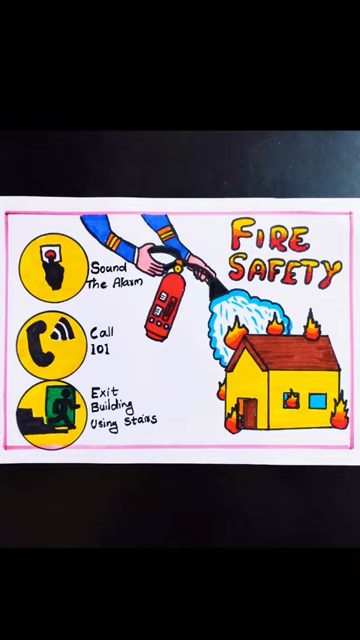 FIRE
SAFETY
Sound
The Alarm
Call
101
Exit
Building
Using Stairs